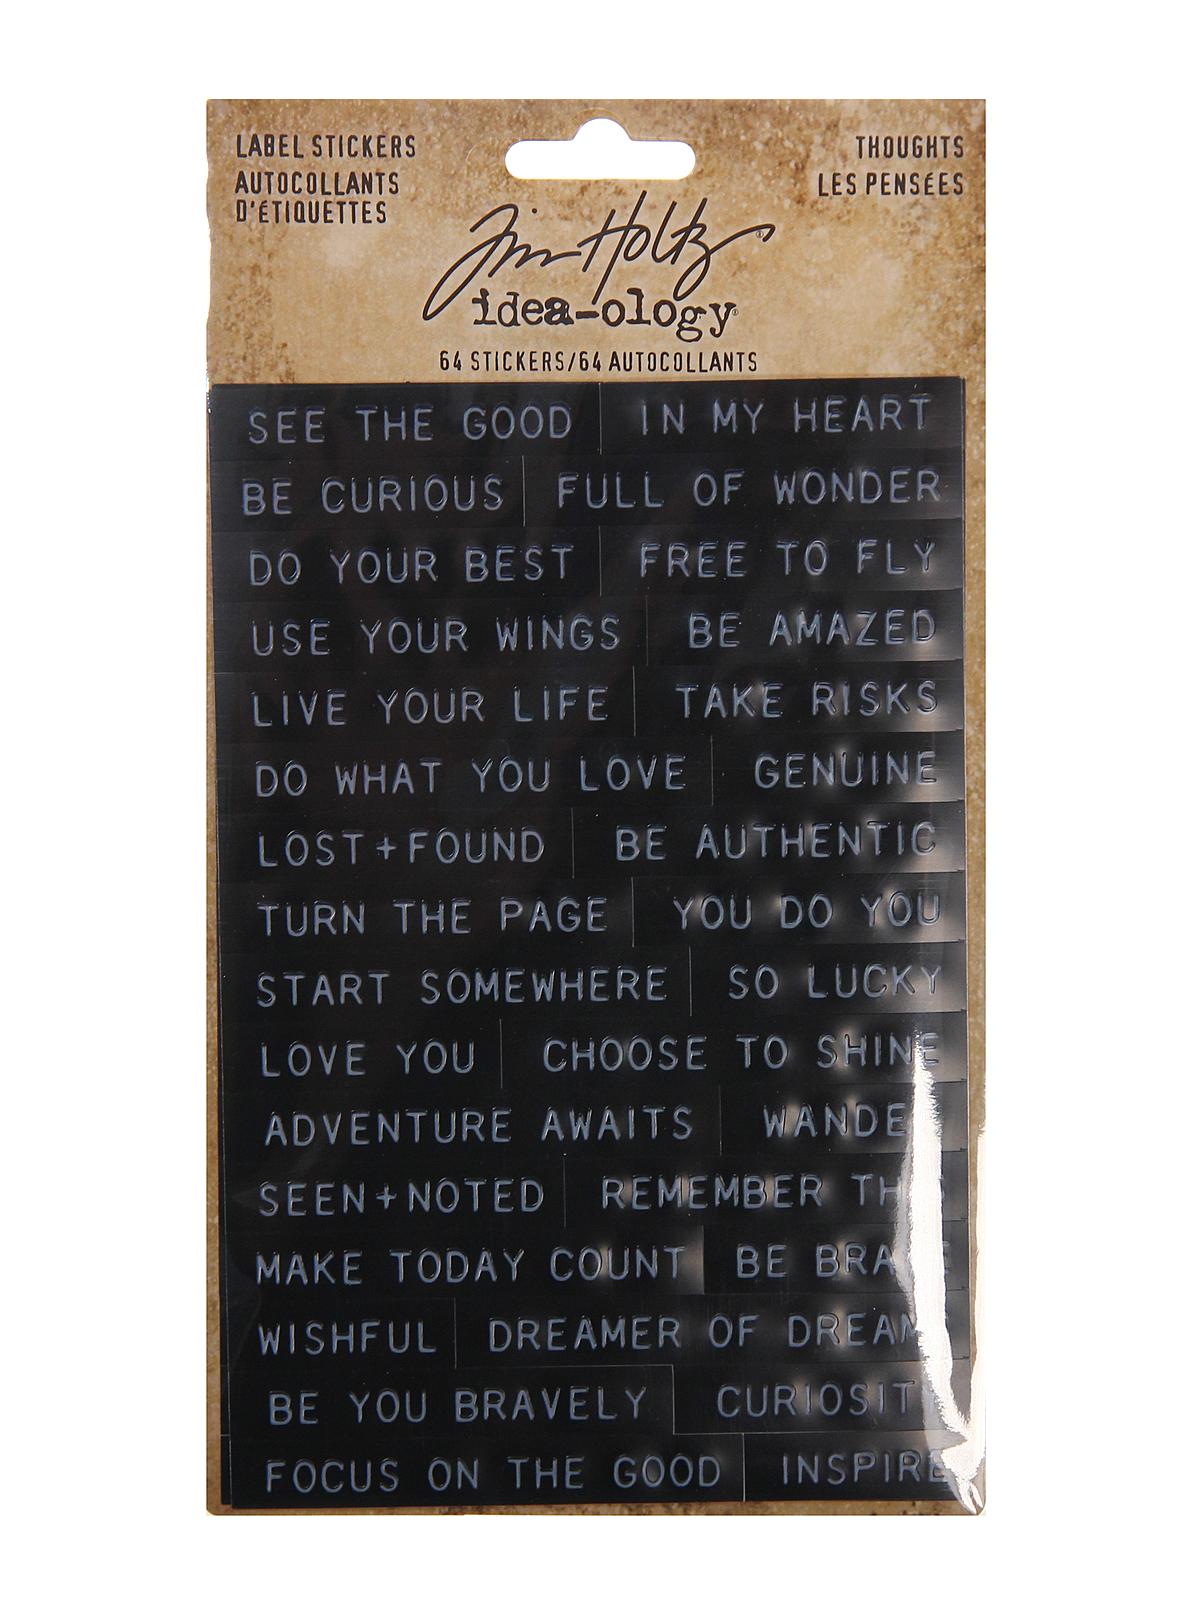 LABEL STICKERS
AUTOCOLLANTS
D'ÉTIQUETTES
THOUGHTS
LES PENSÉES
Tim Holtz®
idea-ology®
64 STICKERS/64 AUTOCOLLANTS
SEE THE GOOD IN MY HEART
BE CURIOUS FULL OF WONDER
DO YOUR BEST FREE TO FLY
USE YOUR WINGS BE AMAZED
LIVE YOUR LIFE TAKE RISKS
DO WHAT YOU LOVE GENUINE
LOST+FOUND BE AUTHENTIC
TURN THE PAGE YOU DO YOU
START SOMEWHERE SO LUCKY
LOVE YOU CHOOSE TO SHINE
ADVENTURE AWAITS
SEEN+NOTED REMEMBER
MAKE TODAY COUNT BE
WISHFUL DREAMER OF
BE YOU BRAVELY CURIOSITY
FOCUS ON THE GOOD INSPIRE